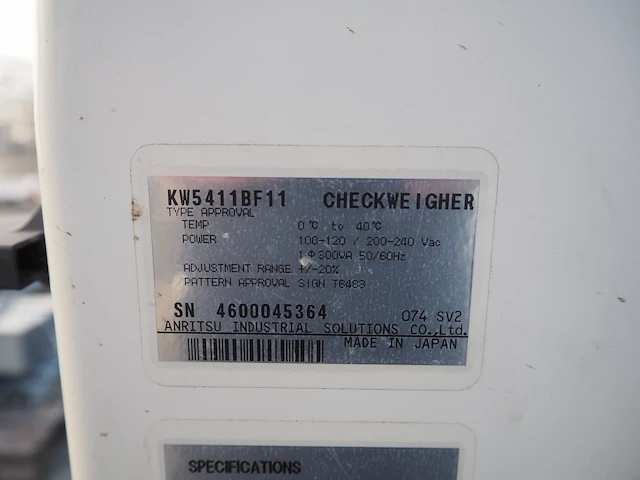 KW5411BF11 CHECKWEIGHER
TYPE APPROVAL
TEMP 0℃ to 40℃
POWER 100-120 / 200-240 Vac
1Φ300VA 50/60Hz
ADJUSTMENT RANGE +/-20%
PATTERN APPROVAL SIGN T6483
SN 4600045364 074 SV2
ANRITSU INDUSTRIAL SOLUTIONS CO.,Ltd.
MADE IN JAPAN
SPECIFICATIONS